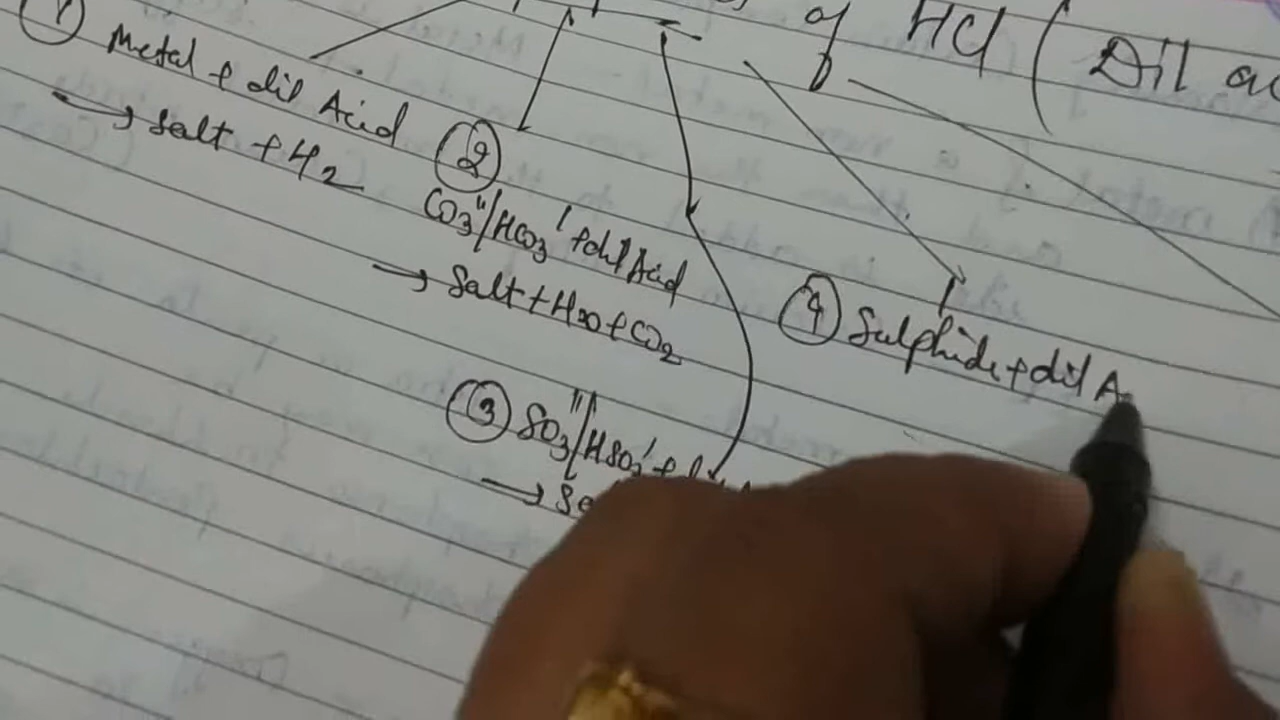 of HCl ( Dil
① Metal + dil Acid
→ Salt + H2
②
CO3"/HCO3' + dil Acid
→ Salt + H2O + CO2
③ SO3"/HSO3' +
→
④ Sulphide + dil A